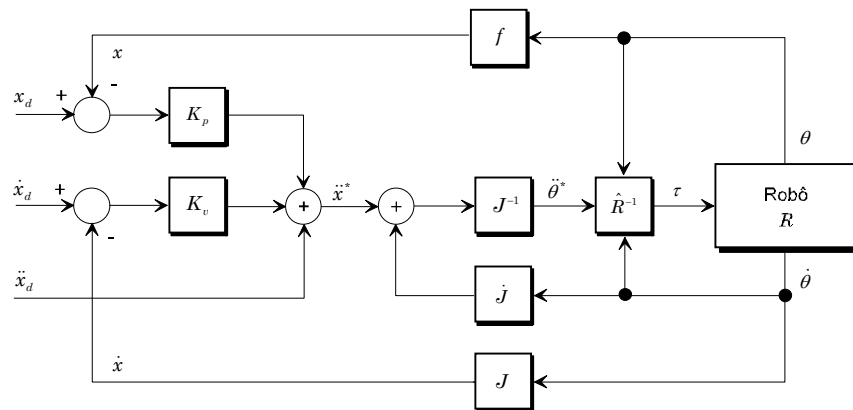 f
x
-
x_d
+
K_p
θ
ẋ_d
+
K_v
+
ẍ*
+
J⁻¹
θ̈*
R̂⁻¹
τ
Robô
R
-
ẍ_d
J̇
θ̇
ẋ
J